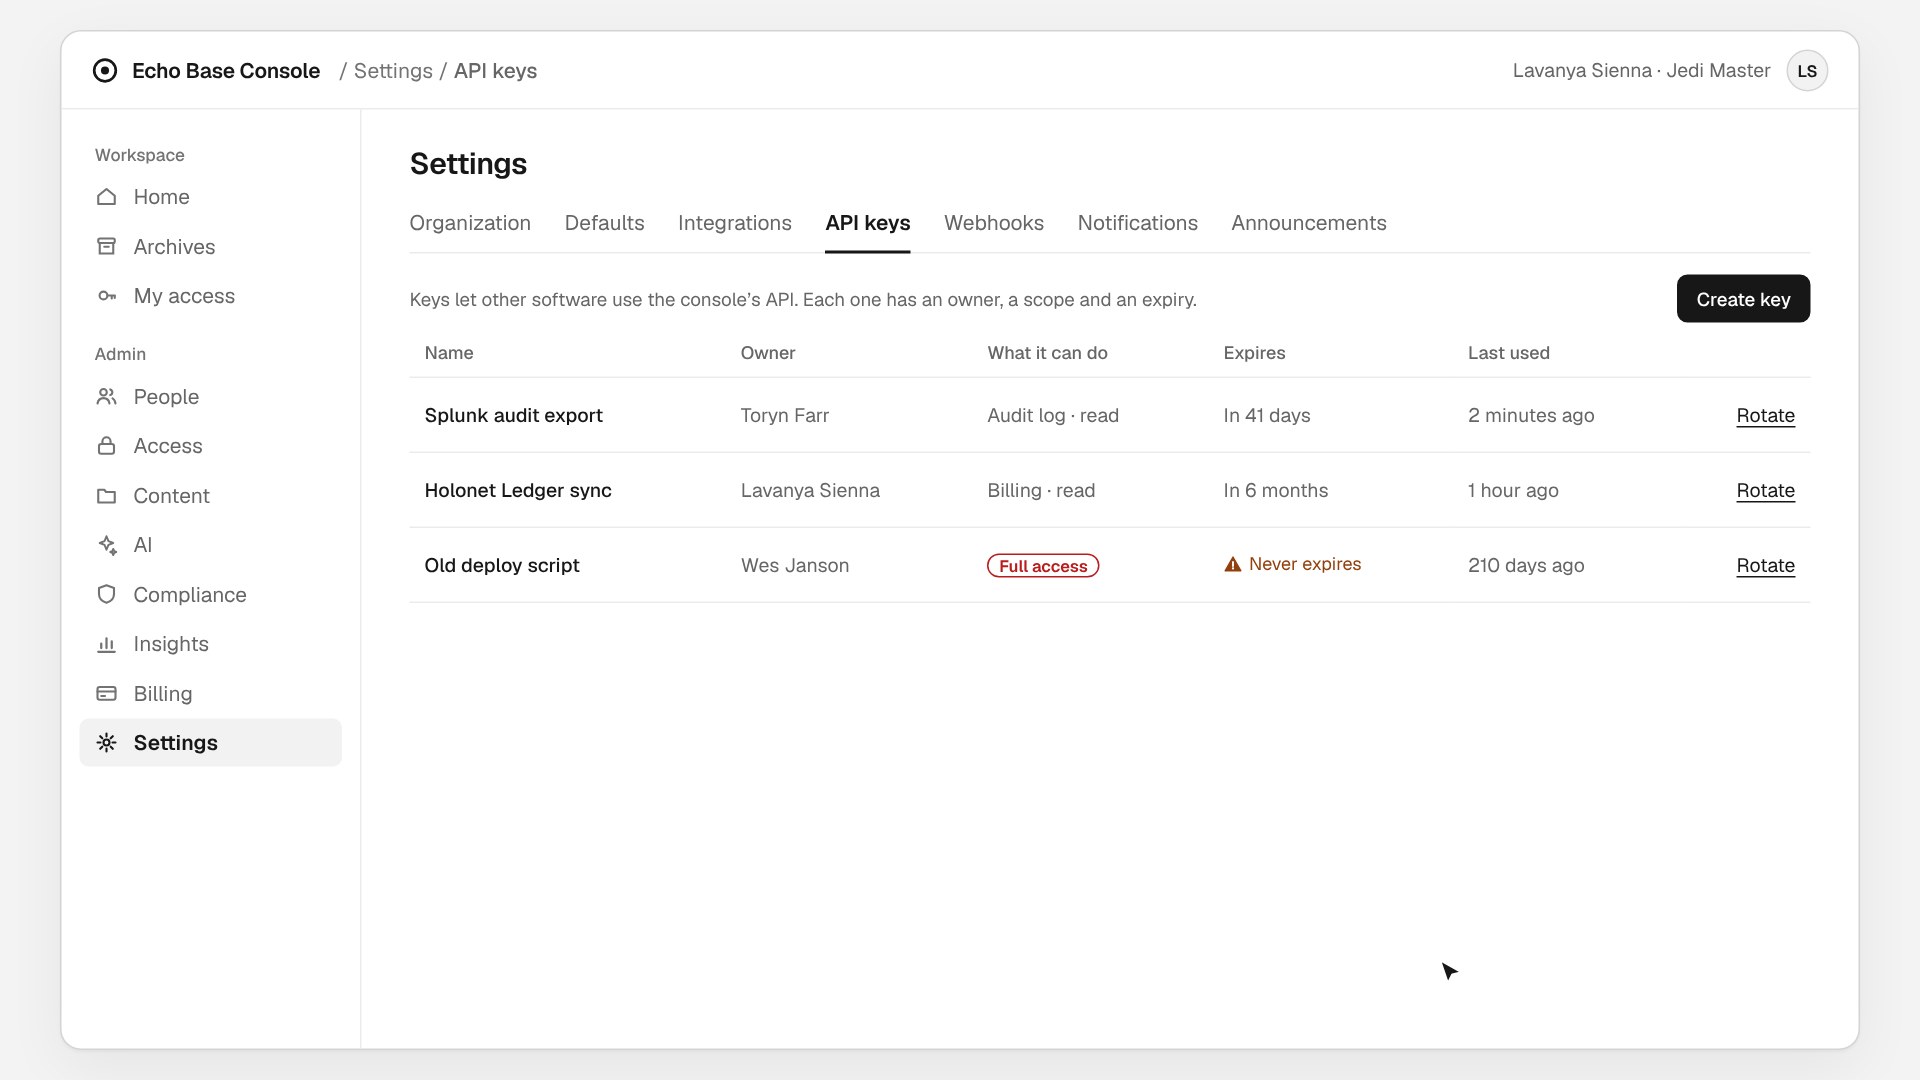 Echo Base Console / Settings / API keys
Lavanya Sienna · Jedi Master LS
Workspace
Home
Archives
My access
Admin
People
Access
Content
AI
Compliance
Insights
Billing
Settings
Settings
Organization Defaults Integrations API keys Webhooks Notifications Announcements
Keys let other software use the console’s API. Each one has an owner, a scope and an expiry.
Create key
Name Owner What it can do Expires Last used
Splunk audit export Toryn Farr Audit log · read In 41 days 2 minutes ago Rotate
Holonet Ledger sync Lavanya Sienna Billing · read In 6 months 1 hour ago Rotate
Old deploy script Wes Janson Full access Never expires 210 days ago Rotate